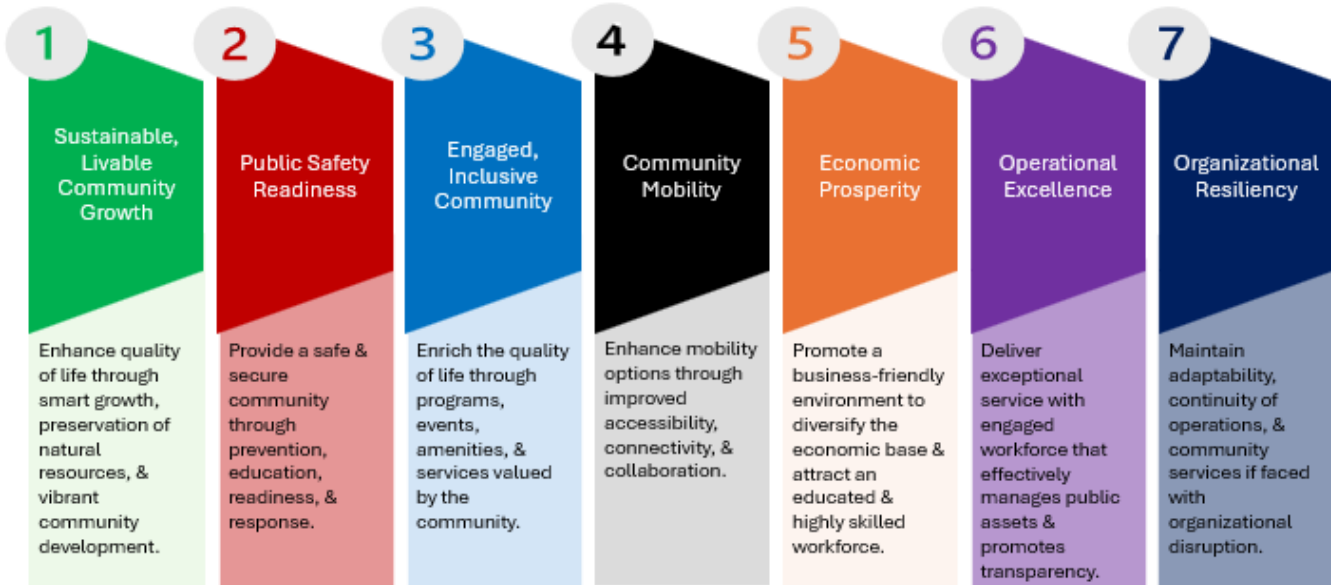 1
Sustainable,
Livable
Community
Growth
Enhance quality
of life through
smart growth,
preservation of
natural
resources, &
vibrant
community
development.
2
Public Safety
Readiness
Provide a safe &
secure
community
through
prevention,
education,
readiness, &
response.
3
Engaged,
Inclusive
Community
Enrich the quality
of life through
programs,
events,
amenities, &
services valued
by the
community.
4
Community
Mobility
Enhance mobility
options through
improved
accessibility,
connectivity, &
collaboration.
5
Economic
Prosperity
Promote a
business-friendly
environment to
diversify the
economic base &
attract an
educated &
highly skilled
workforce.
6
Operational
Excellence
Deliver
exceptional
service with
engaged
workforce that
effectively
manages public
assets &
promotes
transparency.
7
Organizational
Resiliency
Maintain
adaptability,
continuity of
operations, &
community
services if faced
with
organizational
disruption.